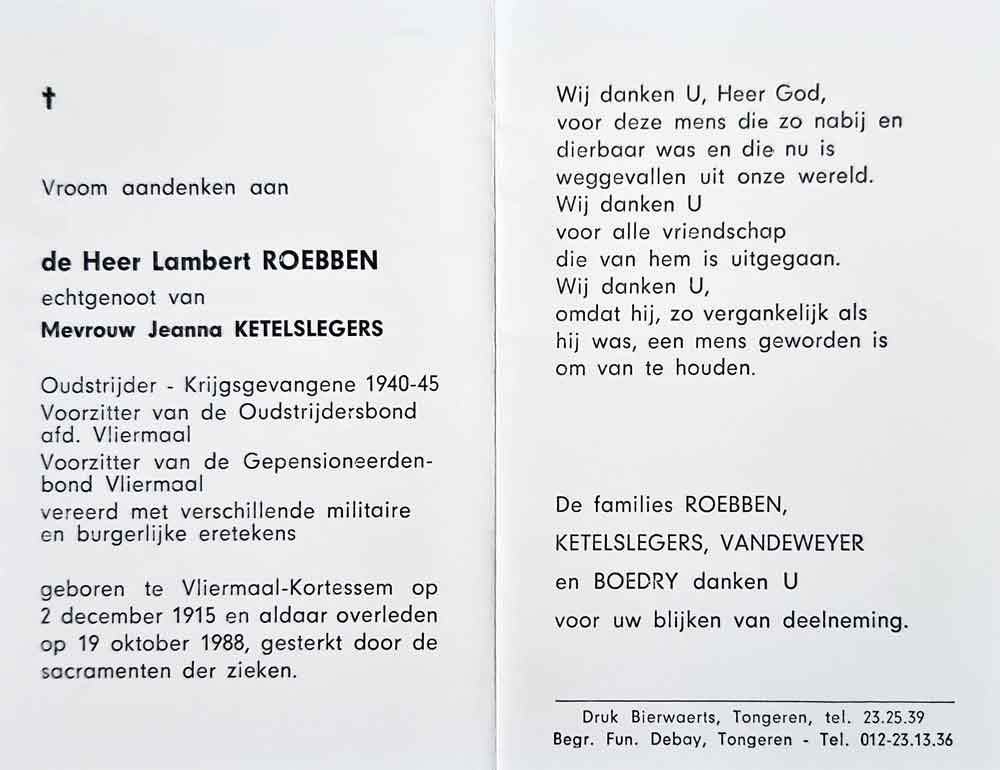 Vroom aandenken aan
de Heer Lambert ROEBBEN
echtgenoot van
Mevrouw Jeanna KETELSLEGERS
Oudstrijder - Krijgsgevangene 1940-45
Voorzitter van de Oudstrijdersbond
afd. Vliermaal
Voorzitter van de Gepensioneerden-
bond Vliermaal
vereerd met verschillende militaire
en burgerlijke eretekens
geboren te Vliermaal-Kortessem op
2 december 1915 en aldaar overleden
op 19 oktober 1988, gesterkt door de
sacramenten der zieken.
Wij danken U, Heer God,
voor deze mens die zo nabij en
dierbaar was en die nu is
weggevallen uit onze wereld.
Wij danken U
voor alle vriendschap
die van hem is uitgegaan.
Wij danken U,
omdat hij, zo vergankelijk als
hij was, een mens geworden is
om van te houden.
De families ROEBBEN,
KETELSLEGERS, VANDEWEYER
en BOEDRY danken U
voor uw blijken van deelneming.
Druk Bierwaerts, Tongeren, tel. 23.25.39
Begr. Fun. Debay, Tongeren - Tel. 012-23.13.36